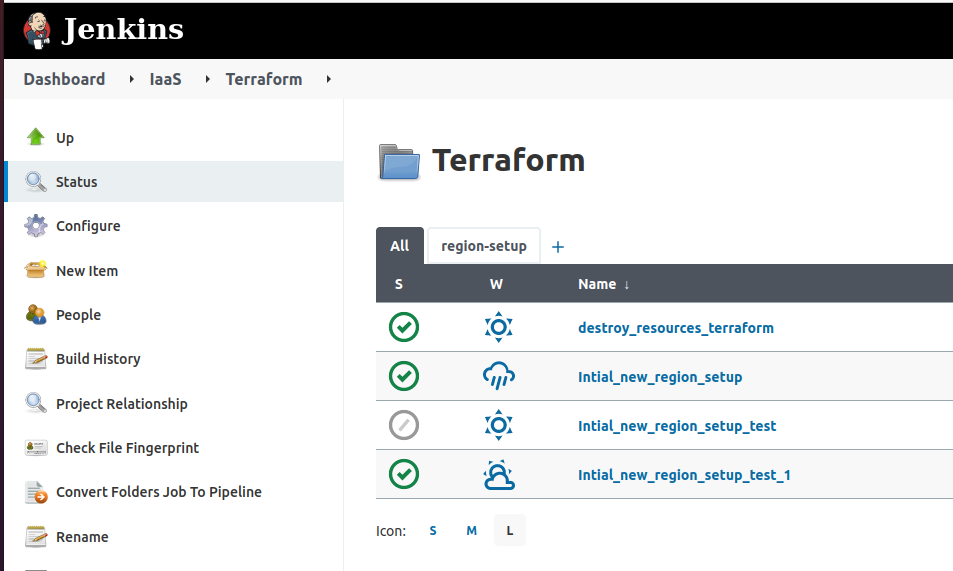 Jenkins
Dashboard IaaS Terraform
Up
Status
Configure
New Item
People
Build History
Project Relationship
Check File Fingerprint
Convert Folders Job To Pipeline
Rename
Terraform
All region-setup +
S W Name ↓
destroy_resources_terraform
Intial_new_region_setup
Intial_new_region_setup_test
Intial_new_region_setup_test_1
Icon: S M L